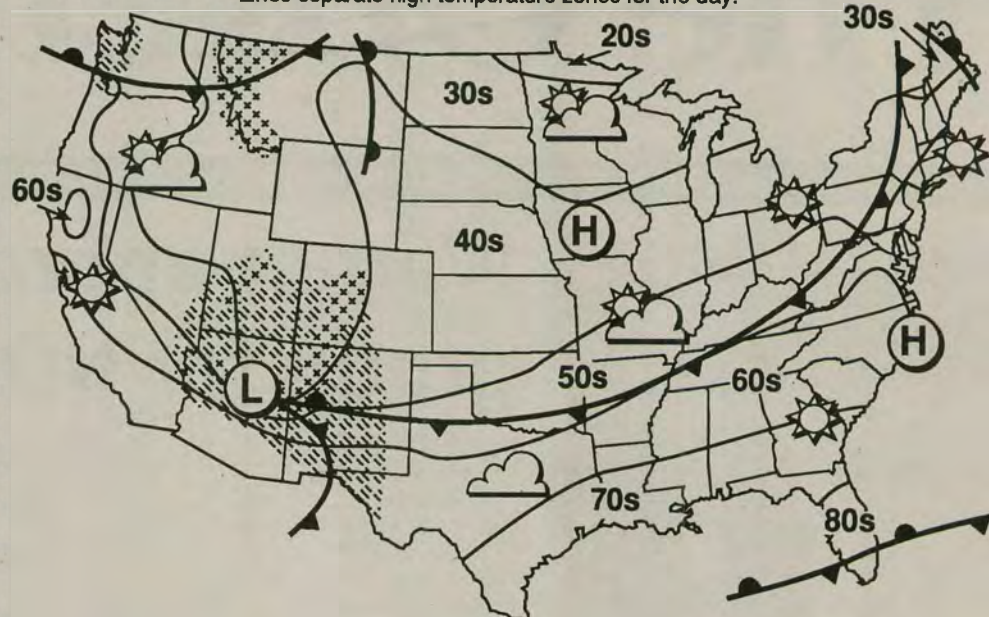 Lines separate high temperature zones for the day.
30s
20s
30s
60s
H
40s
L
50s
60s
H
70s
80s